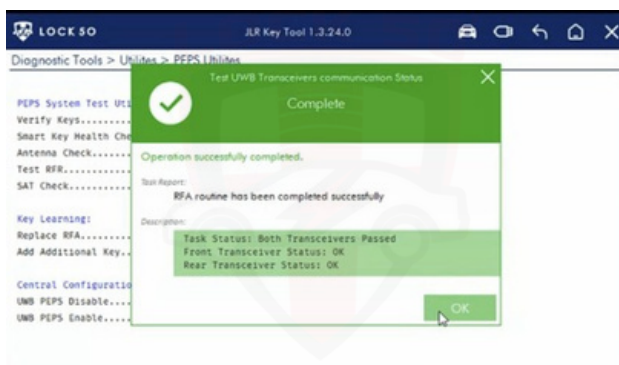 LOCK 50
JLR Key Tool 1.3.24.0
Diagnostic Tools > Utilites > PEPS Utilites
Test UWB Transceivers communication Status
Complete
Operation successfully completed.
Task Report:
RFA routine has been completed successfully
Description:
Task Status: Both Transceivers Passed
Front Transceiver Status: OK
Rear Transceiver Status: OK
OK
PEPS System Test Uti
Verify Keys.........
Smart Key Health Che
Antenna Check.......
Test RFR............
SAT Check...........
Key Learning:
Replace RFA.........
Add Additional Key..
Central Configuratio
UWB PEPS Disable....
UWB PEPS Enable.....